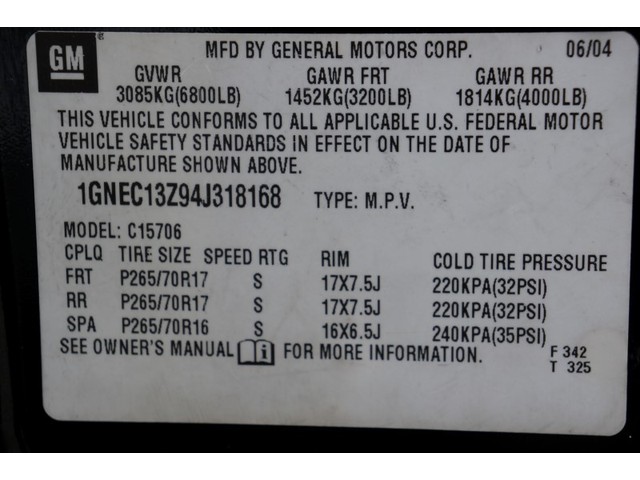 GM ® MFD BY GENERAL MOTORS CORP. 06/04
GVWR GAWR FRT GAWR RR
3085KG(6800LB) 1452KG(3200LB) 1814KG(4000LB)
THIS VEHICLE CONFORMS TO ALL APPLICABLE U.S. FEDERAL MOTOR
VEHICLE SAFETY STANDARDS IN EFFECT ON THE DATE OF
MANUFACTURE SHOWN ABOVE.
1GNEC13Z94J318168 TYPE: M.P.V.
MODEL: C15706
CPLQ TIRE SIZE SPEED RTG RIM COLD TIRE PRESSURE
FRT P265/70R17 S 17X7.5J 220KPA(32PSI)
RR P265/70R17 S 17X7.5J 220KPA(32PSI)
SPA P265/70R16 S 16X6.5J 240KPA(35PSI)
SEE OWNER'S MANUAL i FOR MORE INFORMATION. F 342
T 325